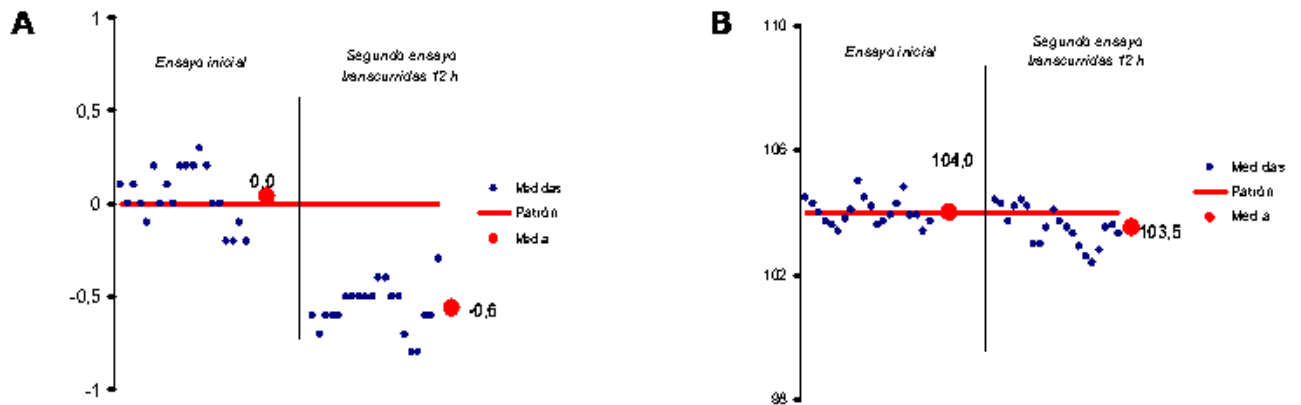 A
1
0,5
0
-0,5
-1
Ensayo inicial
Segundo ensayo
transcurridas 12 h
0,0
-0,6
Medidas
Patrón
Media
B
110
106
102
98
Ensayo inicial
Segundo ensayo
transcurridas 12 h
104,0
103,5
Medidas
Patrón
Media